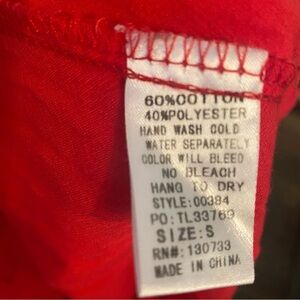 60%COTTON
40%POLYESTER
HAND WASH COLD
WATER SEPARATELY
COLOR WILL BLEED
NO BLEACH
HANG TO DRY
STYLE:00384
PO:TL33769
SIZE:S
RN#:130733
MADE IN CHINA